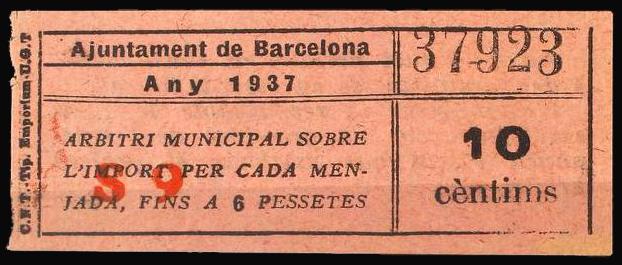 C.N.T.-Tip. Emporium-U.G.T
Ajuntament de Barcelona
Any 1937
37923
ARBITRI MUNICIPAL SOBRE
L'IMPORT PER CADA MEN-
JADA, FINS A 6 PESSETES
S 9
10
cèntims